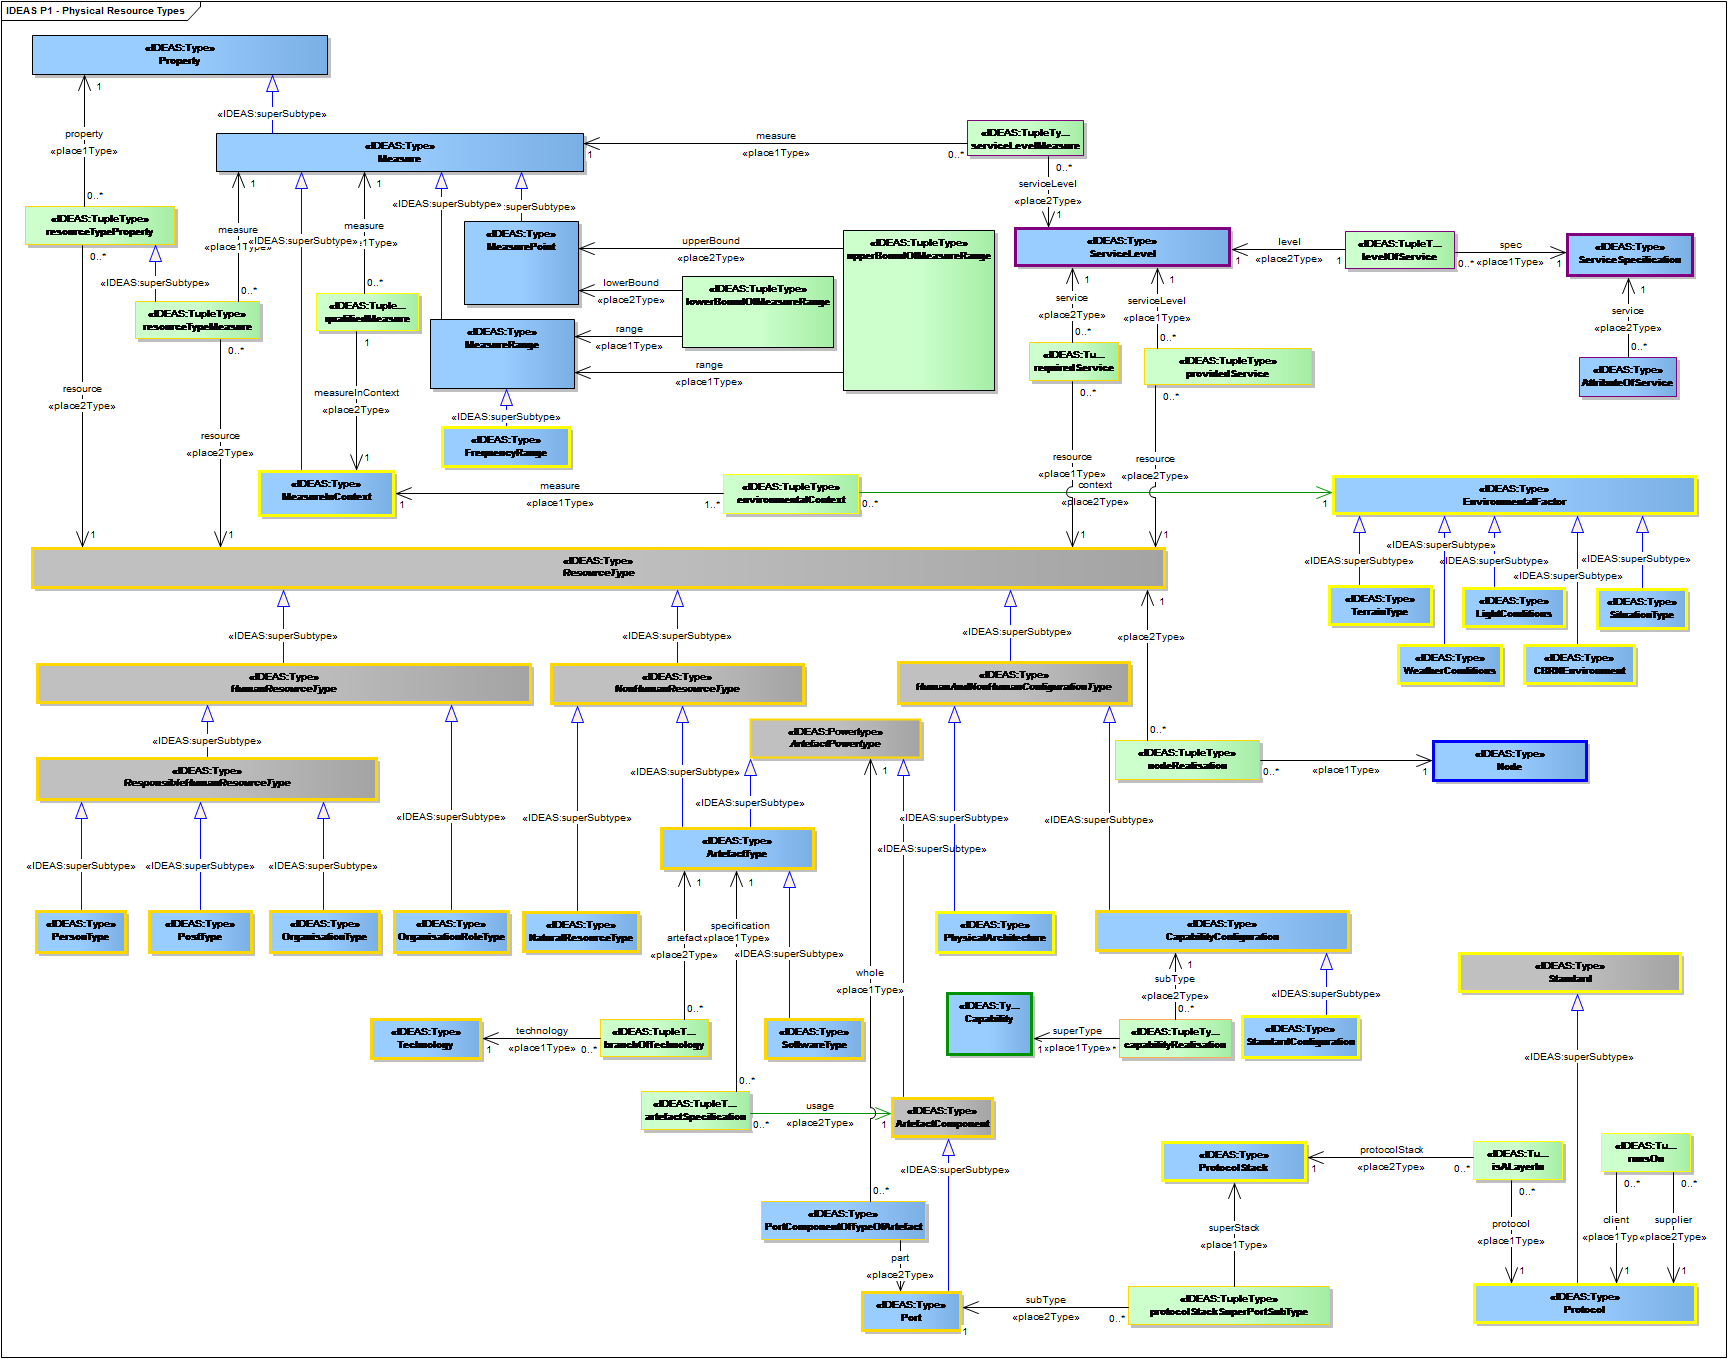 IDEAS P1 - Physical Resource Types
«IDEAS:Type»
Property
1
«IDEAS:superSubtype»
property
«place1Type»
0..*
«IDEAS:Type»
Measure
1
measure
«place1Type»
0..*
«IDEAS:TupleTy...
serviceLevelMeasure
0..*
serviceLevel
«place2Type»
1
1
1
«IDEAS:superSubtype»
:superSubtype»
«IDEAS:TupleType»
resourceTypeProperty
0..*
measure
«place1Type»
«IDEAS:superSubtype»
measure
«place1Type»
«IDEAS:Type»
MeasurePoint
upperBound
«place2Type»
lowerBound
«place2Type»
«IDEAS:TupleType»
upperBoundOfMeasureRange
«IDEAS:TupleType»
lowerBoundOfMeasureRange
«IDEAS:Type»
ServiceLevel
level
1
«place2Type»
1
«IDEAS:TupleT...
levelOfService
spec
0..*
«place1Type»
1
«IDEAS:Type»
ServiceSpecification
1
«IDEAS:superSubtype»
0..*
0..*
«IDEAS:TupleType»
resourceTypeMeasure
0..*
«IDEAS:Tuple...
qualifiedMeasure
1
«IDEAS:Type»
MeasureRange
range
«place1Type»
range
«place1Type»
1
service
«place2Type»
0..*
1
serviceLevel
«place1Type»
0..*
service
«place2Type»
0..*
«IDEAS:Tu...
requiredService
0..*
«IDEAS:TupleType»
providedService
0..*
«IDEAS:Type»
AttributeOfService
resource
«place2Type»
measureInContext
«place2Type»
1
«IDEAS:superSubtype»
«IDEAS:Type»
FrequencyRange
resource
«place2Type»
resource
«place1Type»
resource
«place2Type»
«IDEAS:Type»
MeasureInContext
1
measure
«place1Type»
1..*
«IDEAS:TupleType»
environmentalContext
0..*
context
«place2Type»
1
«IDEAS:Type»
EnvironmentalFactor
1
1
1
1
«IDEAS:Type»
ResourceType
«IDEAS:superSubtype»
«IDEAS:superSubtype»
«IDEAS:superSubtype»
«IDEAS:superSubtype»
«IDEAS:superSubtype»
«IDEAS:Type»
TerrainType
«IDEAS:Type»
LightConditions
«IDEAS:Type»
SituationType
«IDEAS:Type»
WeatherConditions
«IDEAS:Type»
CBRNEnvironment
«IDEAS:superSubtype»
«IDEAS:superSubtype»
«IDEAS:superSubtype»
1
«place2Type»
«IDEAS:Type»
HumanResourceType
«IDEAS:Type»
NonHumanResourceType
«IDEAS:Type»
HumanAndNonHumanConfigurationType
«IDEAS:superSubtype»
«IDEAS:Powertype»
ArtefactPowertype
0..*
«IDEAS:TupleType»
nodeRealisation
0..*
«place1Type»
1
«IDEAS:Type»
Node
«IDEAS:Type»
ResponsibleHumanResourceType
«IDEAS:superSubtype»
«IDEAS:superSubtype»
1
«IDEAS:superSubtype»
«IDEAS:superSubtype»
«IDEAS:superSubtype»
«IDEAS:superSubtype»
«IDEAS:superSubtype»
«IDEAS:Type»
ArtefactType
«IDEAS:superSubtype»
«IDEAS:superSubtype»
«IDEAS:superSubtype»
«IDEAS:superSubtype»
1
1
«IDEAS:Type»
PersonType
«IDEAS:Type»
PostType
«IDEAS:Type»
OrganisationType
«IDEAS:Type»
OrganisationRoleType
«IDEAS:Type»
NaturalResourceType
specification
«place1Type»
artefact
«place2Type»
«IDEAS:superSubtype»
«IDEAS:Type»
PhysicalArchitecture
«IDEAS:Type»
CapabilityConfiguration
whole
«place1Type»
1
subType
«place2Type»
0..*
«IDEAS:superSubtype»
«IDEAS:Type»
Standard
«IDEAS:Type»
Technology
technology
1
«place1Type»
0..*
0..*
«IDEAS:TupleT...
branchOfTechnology
«IDEAS:Type»
SoftwareType
«IDEAS:Ty...
Capability
superType
1
«place1Type»
*
«IDEAS:TupleTy...
capabilityRealisation
«IDEAS:Type»
StandardConfiguration
«IDEAS:superSubtype»
0..*
«IDEAS:TupleT...
artefactSpecification
0..*
usage
«place2Type»
1
«IDEAS:Type»
ArtefactComponent
«IDEAS:superSubtype»
«IDEAS:Type»
ProtocolStack
1
protocolStack
«place2Type»
0..*
«IDEAS:Tu...
isALayerIn
0..*
«IDEAS:Tu...
runsOn
0..*
0..*
0..*
«IDEAS:Type»
PortComponentOfTypeOfArtefact
part
«place2Type»
superStack
«place1Type»
protocol
«place1Type»
1
client
«place1Typ
1
supplier
«place2Type»
1
«IDEAS:Type»
Port
1
subType
«place2Type»
0..*
«IDEAS:TupleType»
protocolStackSuperPortSubType
«IDEAS:Type»
Protocol